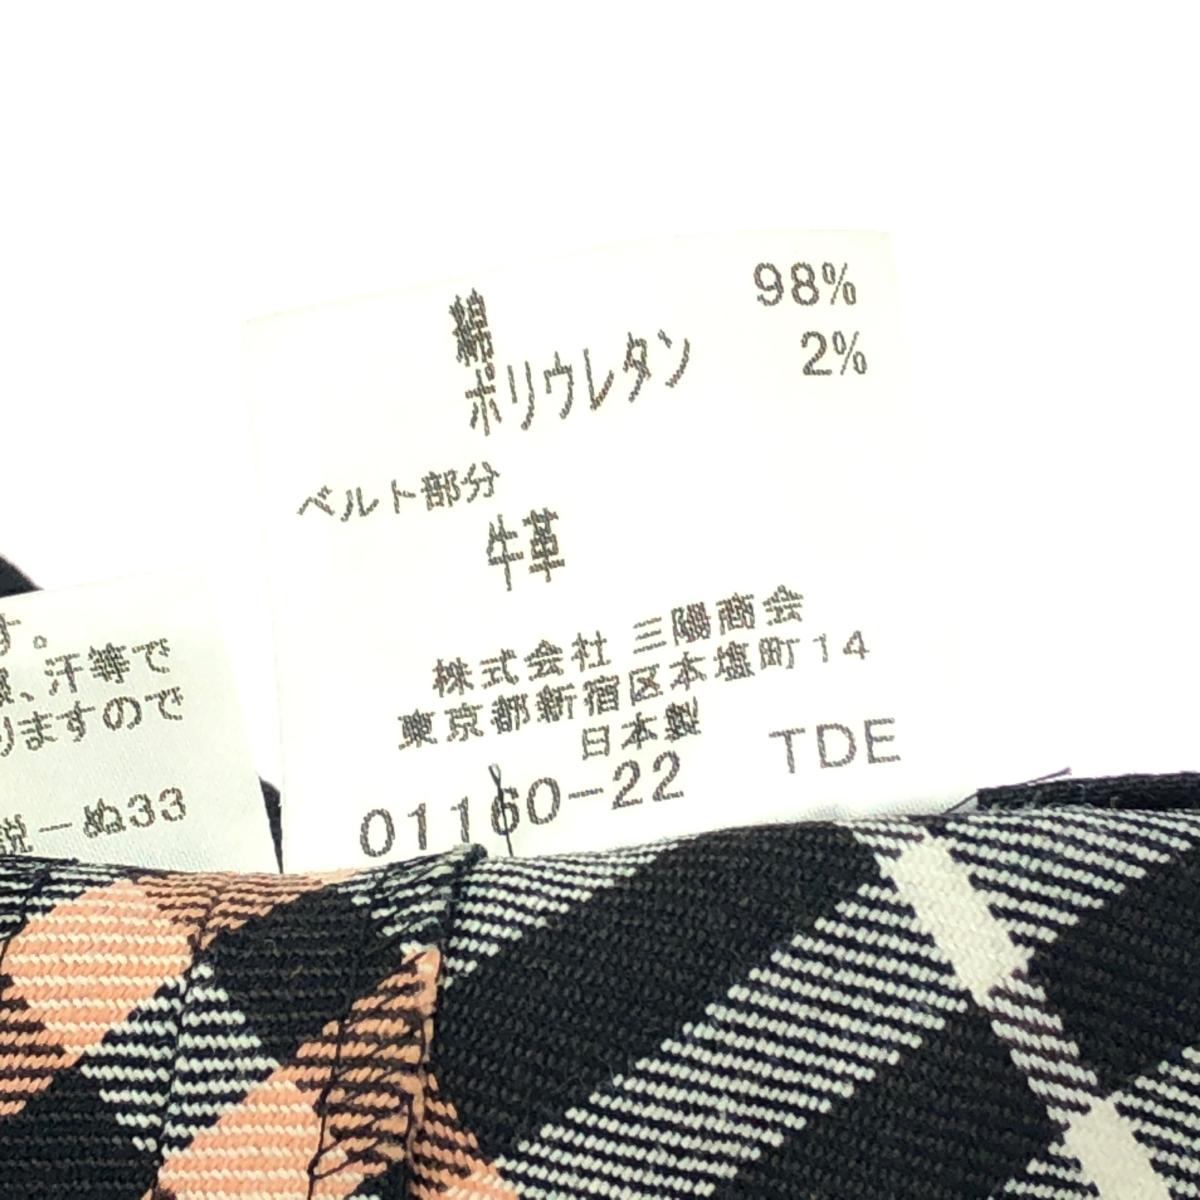 綿 98%
ポリウレタン 2%
ベルト部分
牛革
株式会社 三陽商会
東京都新宿区本塩町14
日本製
01160-22 TDE
す。
、汗等で
りますので
説-ぬ33